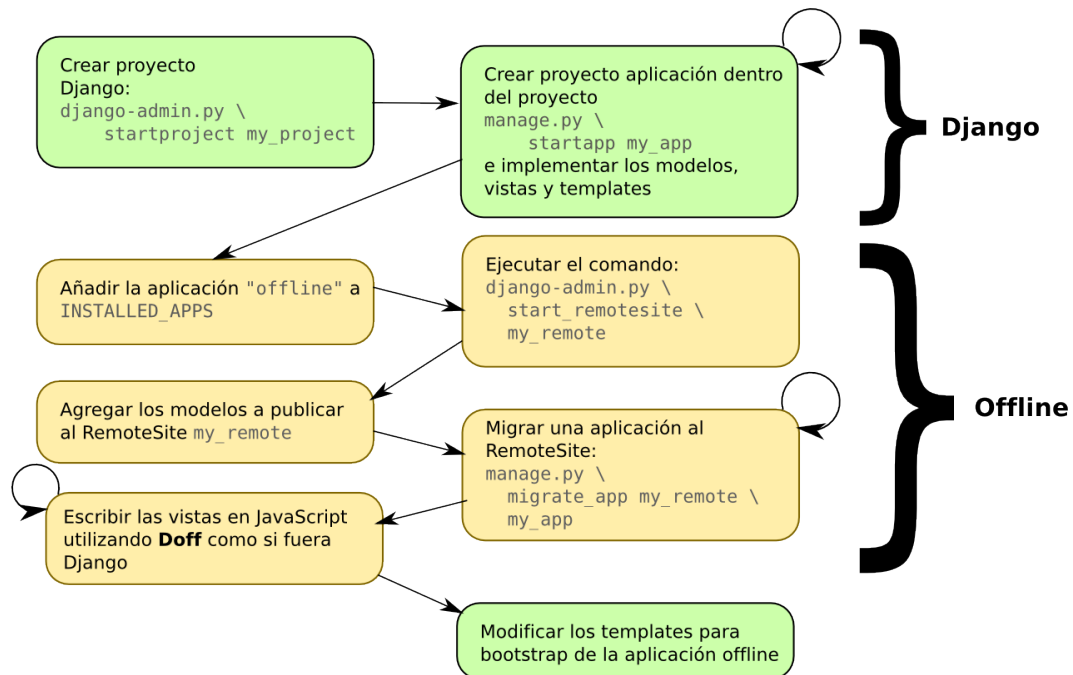 Crear proyecto
Django:
django-admin.py \
startproject my_project
Crear proyecto aplicación dentro
del proyecto
manage.py \
startapp my_app
e implementar los modelos,
vistas y templates
Django
Añadir la aplicación "offline" a
INSTALLED_APPS
Ejecutar el comando:
django-admin.py \
start_remotesite \
my_remote
Agregar los modelos a publicar
al RemoteSite my_remote
Migrar una aplicación al
RemoteSite:
manage.py \
migrate_app my_remote \
my_app
Offline
Escribir las vistas en JavaScript
utilizando Doff como si fuera
Django
Modificar los templates para
bootstrap de la aplicación offline